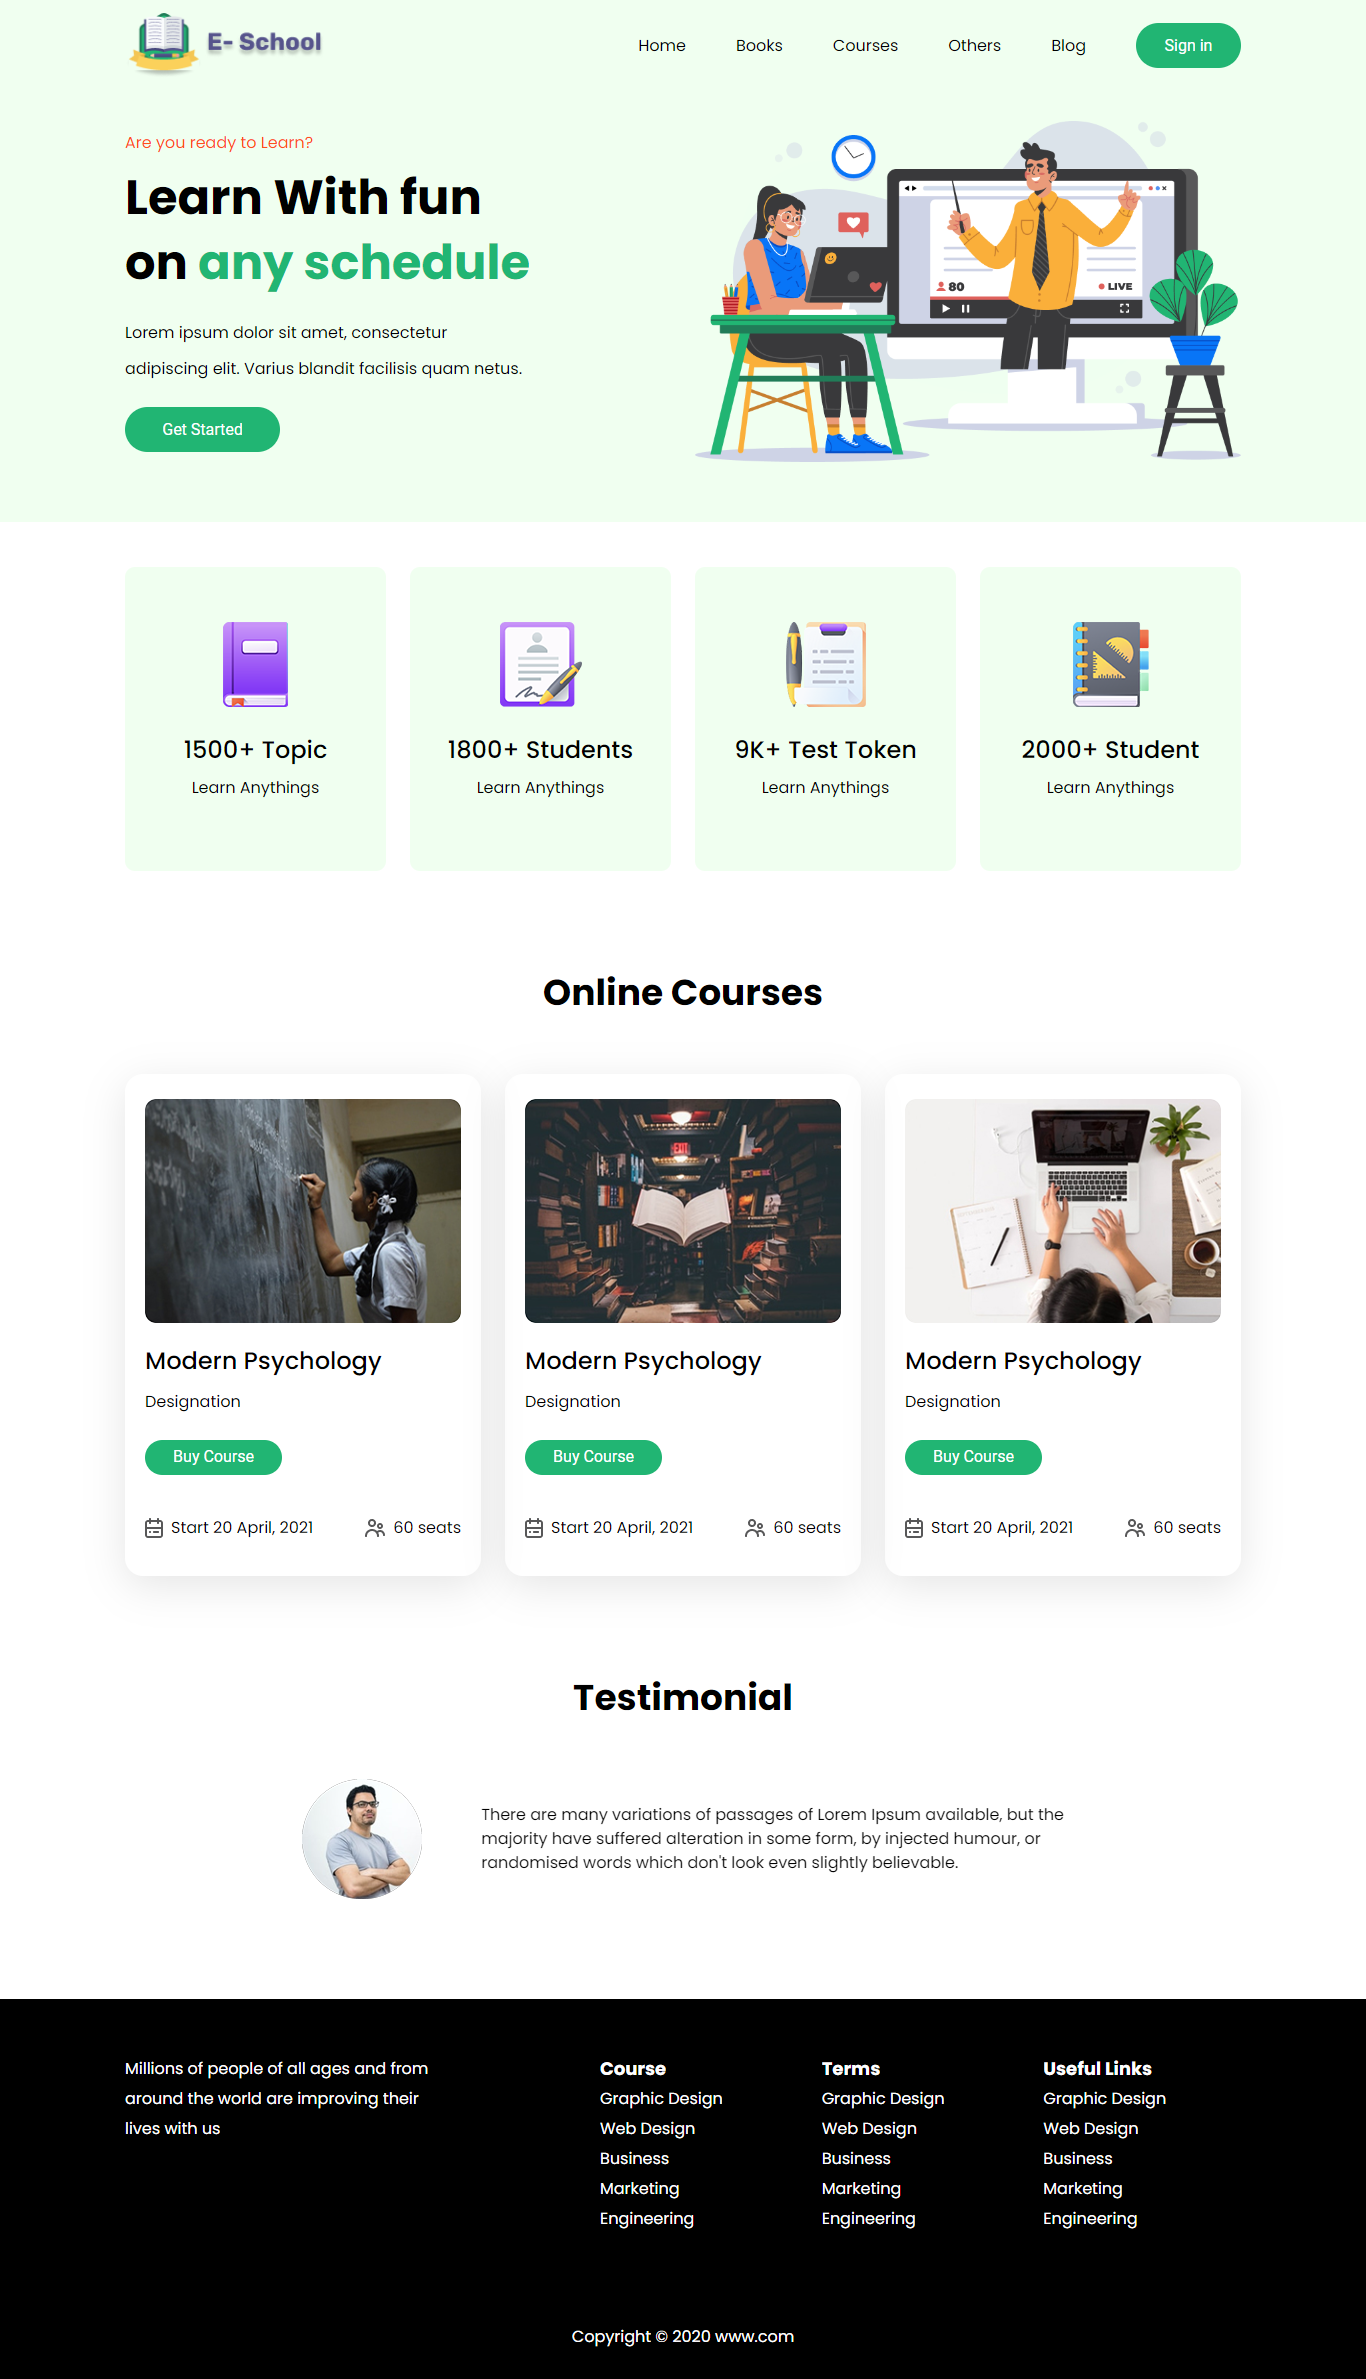 E- School
Home
Books
Courses
Others
Blog
Sign in
Are you ready to Learn?
Learn With fun
on any schedule
Lorem ipsum dolor sit amet, consectetur
adipiscing elit. Varius blandit facilisis quam netus.
Get Started
80
LIVE
1500+ Topic
Learn Anythings
1800+ Students
Learn Anythings
9K+ Test Token
Learn Anythings
2000+ Student
Learn Anythings
Online Courses
EXIT
Modern Psychology
Designation
Buy Course
Start 20 April, 2021
60 seats
Modern Psychology
Designation
Buy Course
Start 20 April, 2021
60 seats
Modern Psychology
Designation
Buy Course
Start 20 April, 2021
60 seats
Testimonial
There are many variations of passages of Lorem Ipsum available, but the
majority have suffered alteration in some form, by injected humour, or
randomised words which don't look even slightly believable.
Millions of people of all ages and from
around the world are improving their
lives with us
Course
Graphic Design
Web Design
Business
Marketing
Engineering
Terms
Graphic Design
Web Design
Business
Marketing
Engineering
Useful Links
Graphic Design
Web Design
Business
Marketing
Engineering
Copyright © 2020 www.com